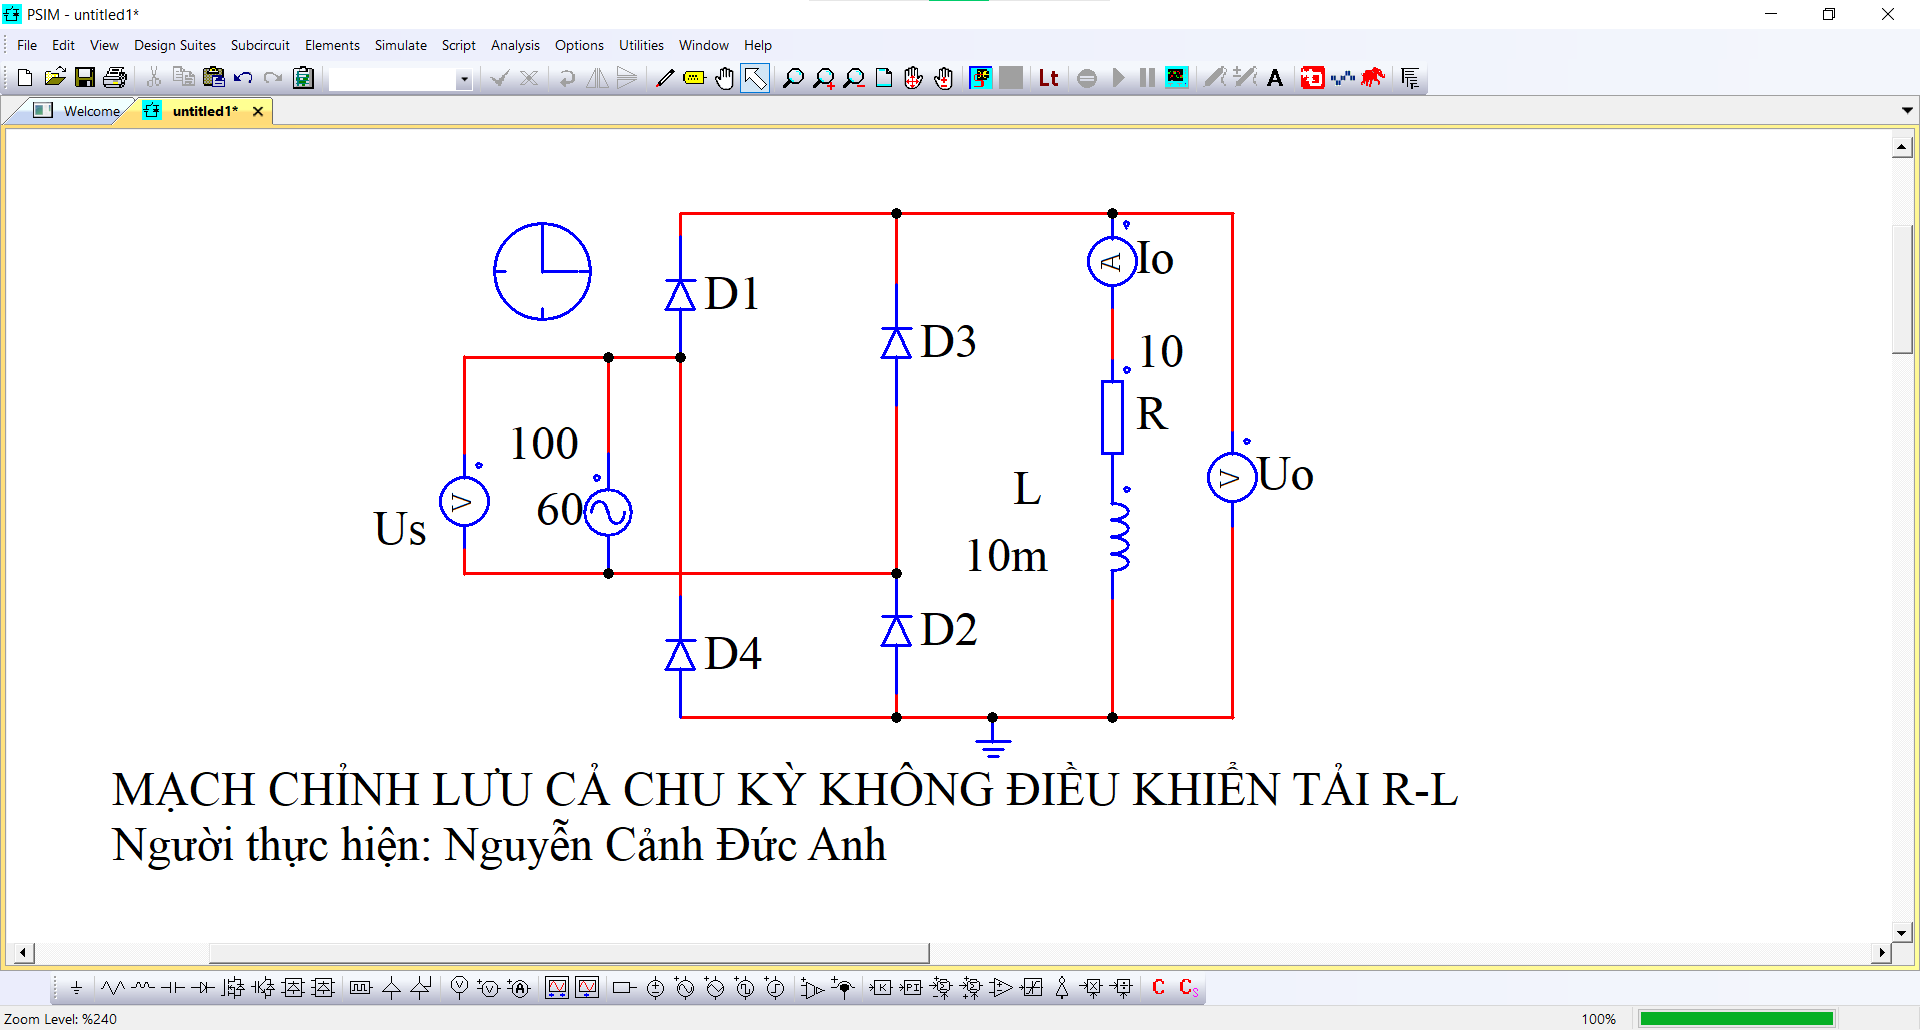 PSIM - untitled1*
File Edit View Design Suites Subcircuit Elements Simulate Script Analysis Options Utilities Window Help
Lt A
Welcome untitled1*
D1
A Io
D3
10
R
100
V Uo
L
60
V Us
10m
D2
D4
MẠCH CHỈNH LƯU CẢ CHU KỲ KHÔNG ĐIỀU KHIỂN TẢI R-L
Người thực hiện: Nguyễn Cảnh Đức Anh
V V A K PI C Cs
Zoom Level: %240 100%